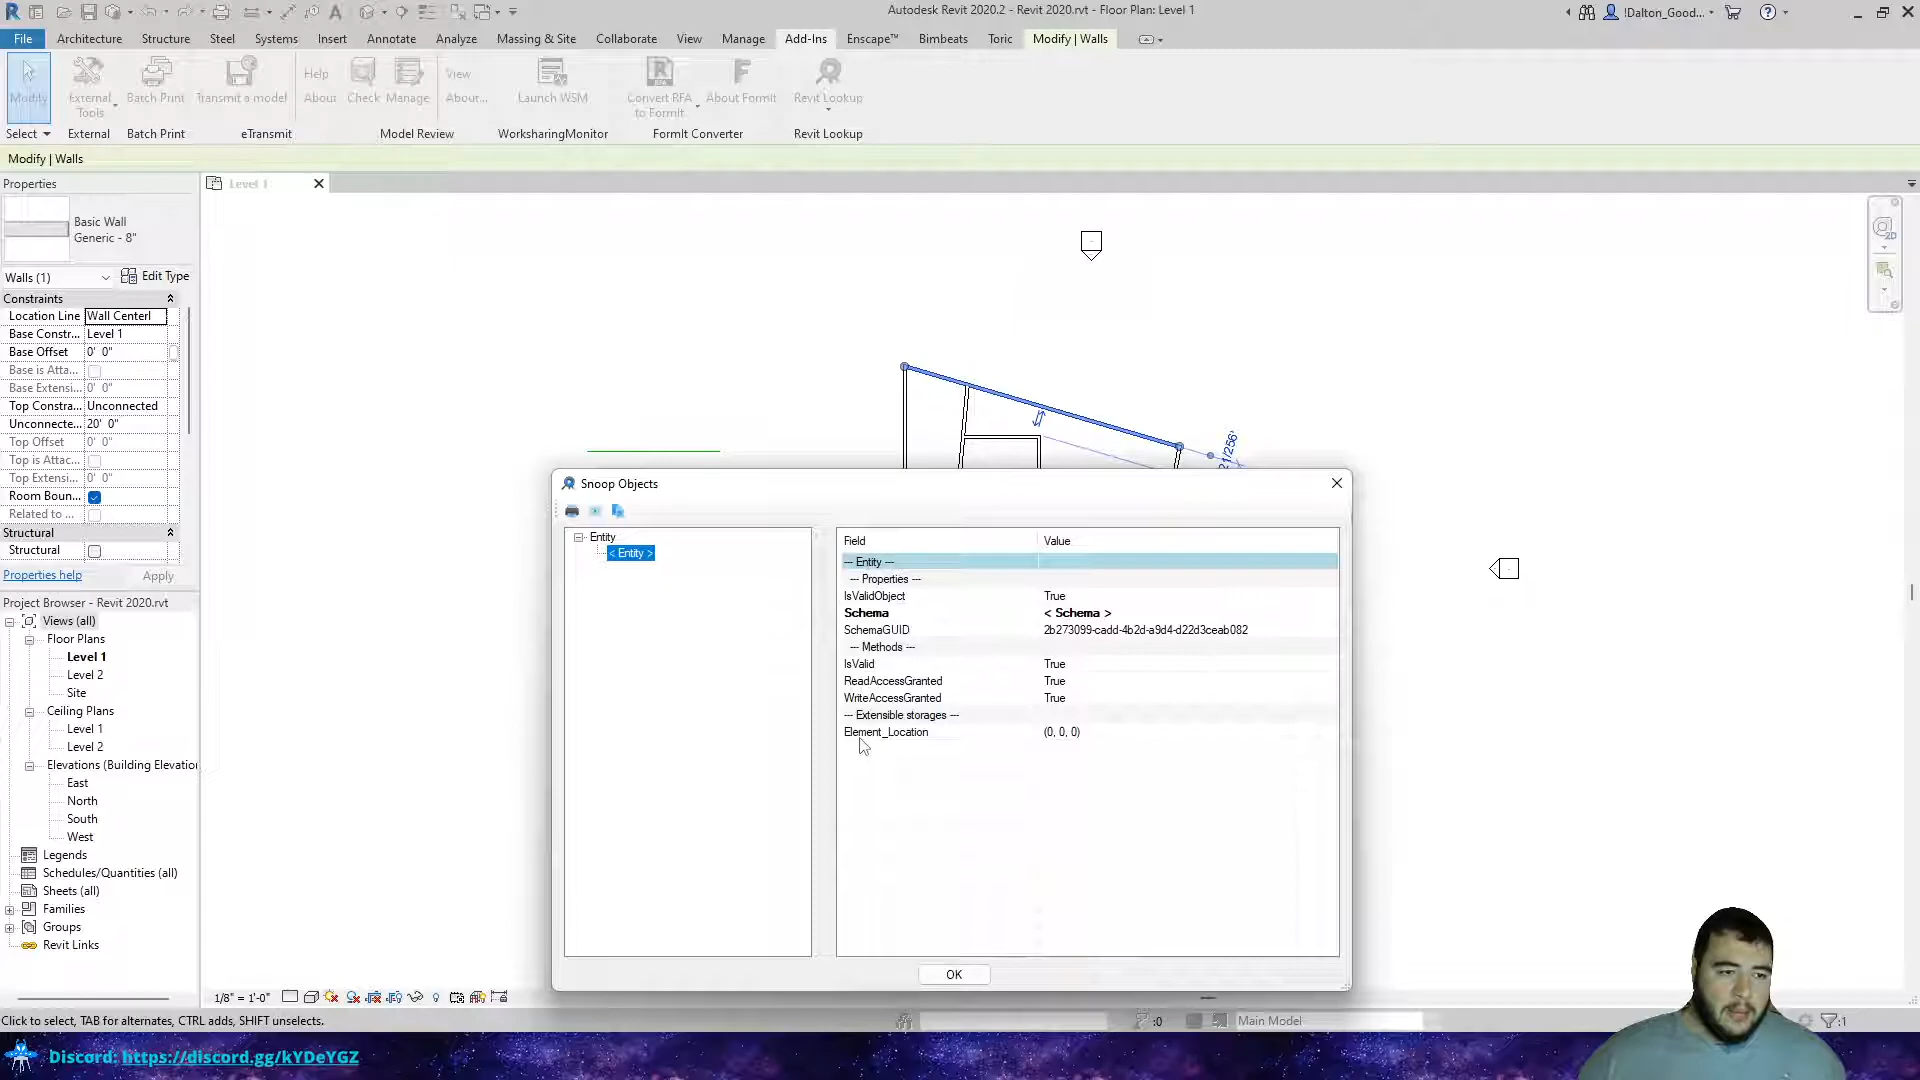 Autodesk Revit 2020.2 - Revit 2020.rvt - Floor Plan: Level 1
!Dalton_Good...
File Architecture Structure Steel Systems Insert Annotate Analyze Massing & Site Collaborate View Manage Add-Ins Enscape™ Bimbeats Toric Modify | Walls
Modify
External Tools
Batch Print
Transmit a model
Help
About
Check
Manage
View
About...
Launch WSM
Convert RFA to FormIt
About FormIt
Revit Lookup
Select External Batch Print eTransmit Model Review WorksharingMonitor FormIt Converter Revit Lookup
Modify | Walls
Properties
Level 1
Basic Wall
Generic - 8"
Walls (1) Edit Type
Constraints
Location Line Wall Centerl
Base Constr... Level 1
Base Offset 0' 0"
Base is Atta...
Base Extensi... 0' 0"
Top Constra... Unconnected
Unconnecte... 20' 0"
Top Offset 0' 0"
Top is Attac...
Top Extensi... 0' 0"
Room Boun...
Related to ...
Structural
Structural
Properties help Apply
Project Browser - Revit 2020.rvt
Views (all)
Floor Plans
Level 1
Level 2
Site
Ceiling Plans
Level 1
Level 2
Elevations (Building Elevation
East
North
South
West
Legends
Schedules/Quantities (all)
Sheets (all)
Families
Groups
Revit Links
2D
Snoop Objects
Entity
< Entity >
Field Value
--- Entity ---
--- Properties ---
IsValidObject True
Schema < Schema >
SchemaGUID 2b273099-cadd-4b2d-a9d4-d22d3ceab082
--- Methods ---
IsValid True
ReadAccessGranted True
WriteAccessGranted True
--- Extensible storages ---
Element_Location (0, 0, 0)
OK
1/8" = 1'-0"
Click to select, TAB for alternates, CTRL adds, SHIFT unselects.
:0
Main Model
:1
Discord: https://discord.gg/kYDeYGZ